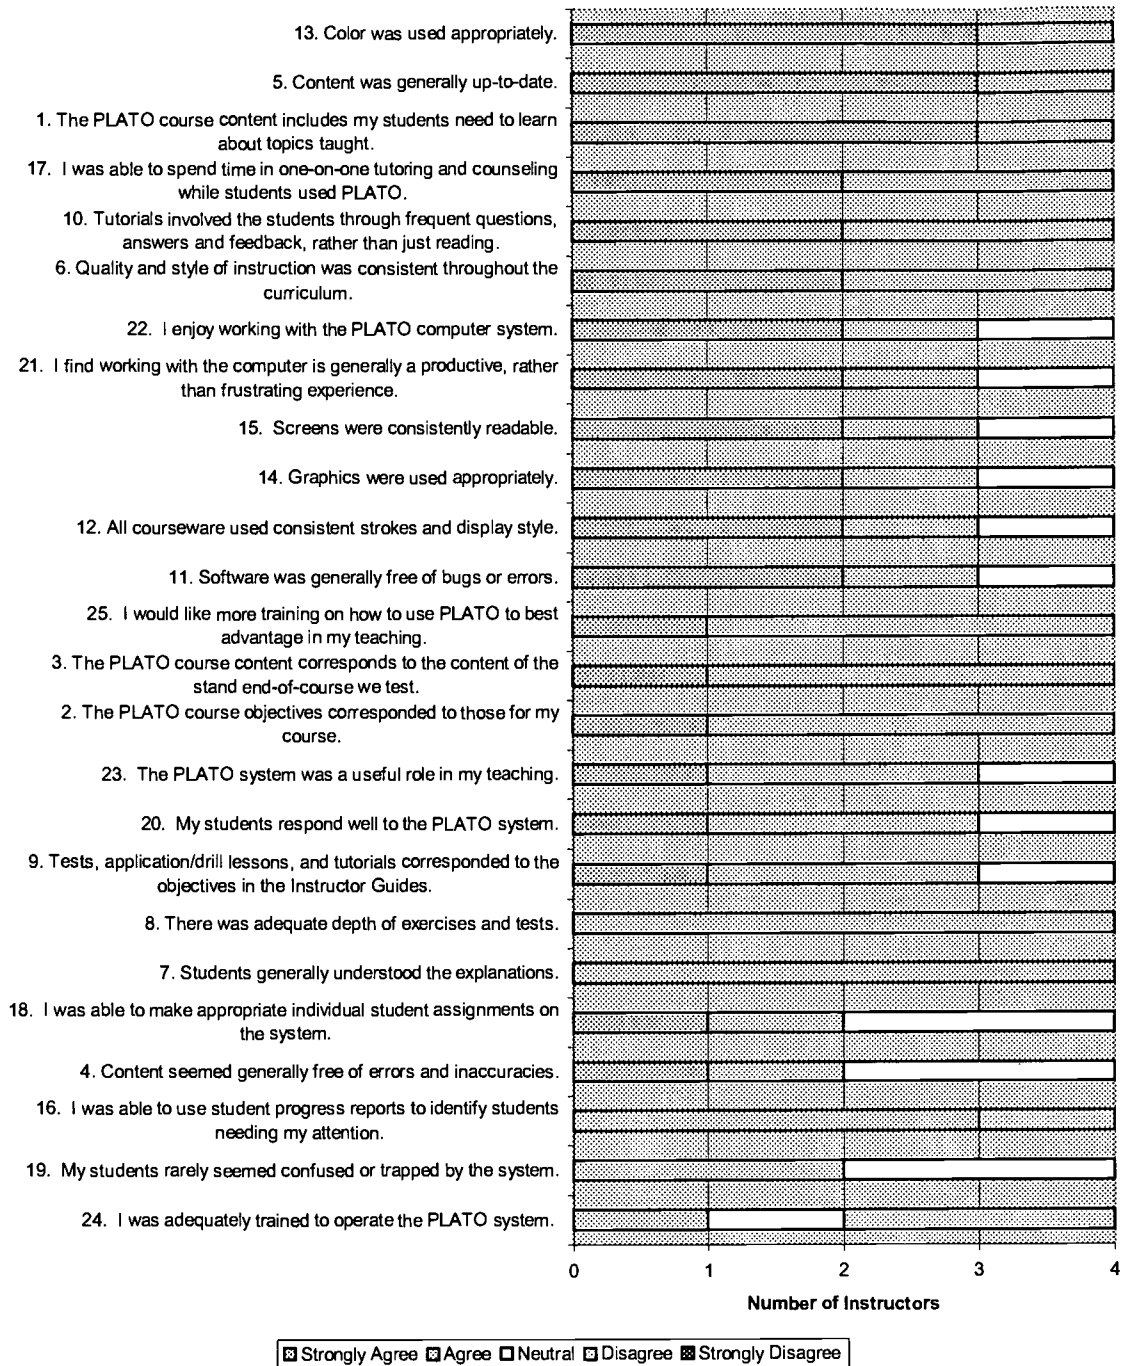 13. Color was used appropriately.
5. Content was generally up-to-date.
1. The PLATO course content includes my students need to learn
about topics taught.
17. I was able to spend time in one-on-one tutoring and counseling
while students used PLATO.
10. Tutorials involved the students through frequent questions,
answers and feedback, rather than just reading.
6. Quality and style of instruction was consistent throughout the
curriculum.
22. I enjoy working with the PLATO computer system.
21. I find working with the computer is generally a productive, rather
than frustrating experience.
15. Screens were consistently readable.
14. Graphics were used appropriately.
12. All courseware used consistent strokes and display style.
11. Software was generally free of bugs or errors.
25. I would like more training on how to use PLATO to best
advantage in my teaching.
3. The PLATO course content corresponds to the content of the
stand end-of-course we test.
2. The PLATO course objectives corresponded to those for my
course.
23. The PLATO system was a useful role in my teaching.
20. My students respond well to the PLATO system.
9. Tests, application/drill lessons, and tutorials corresponded to the
objectives in the Instructor Guides.
8. There was adequate depth of exercises and tests.
7. Students generally understood the explanations.
18. I was able to make appropriate individual student assignments on
the system.
4. Content seemed generally free of errors and inaccuracies.
16. I was able to use student progress reports to identify students
needing my attention.
19. My students rarely seemed confused or trapped by the system.
24. I was adequately trained to operate the PLATO system.
0 1 2 3 4
Number of Instructors
Strongly Agree Agree Neutral Disagree Strongly Disagree